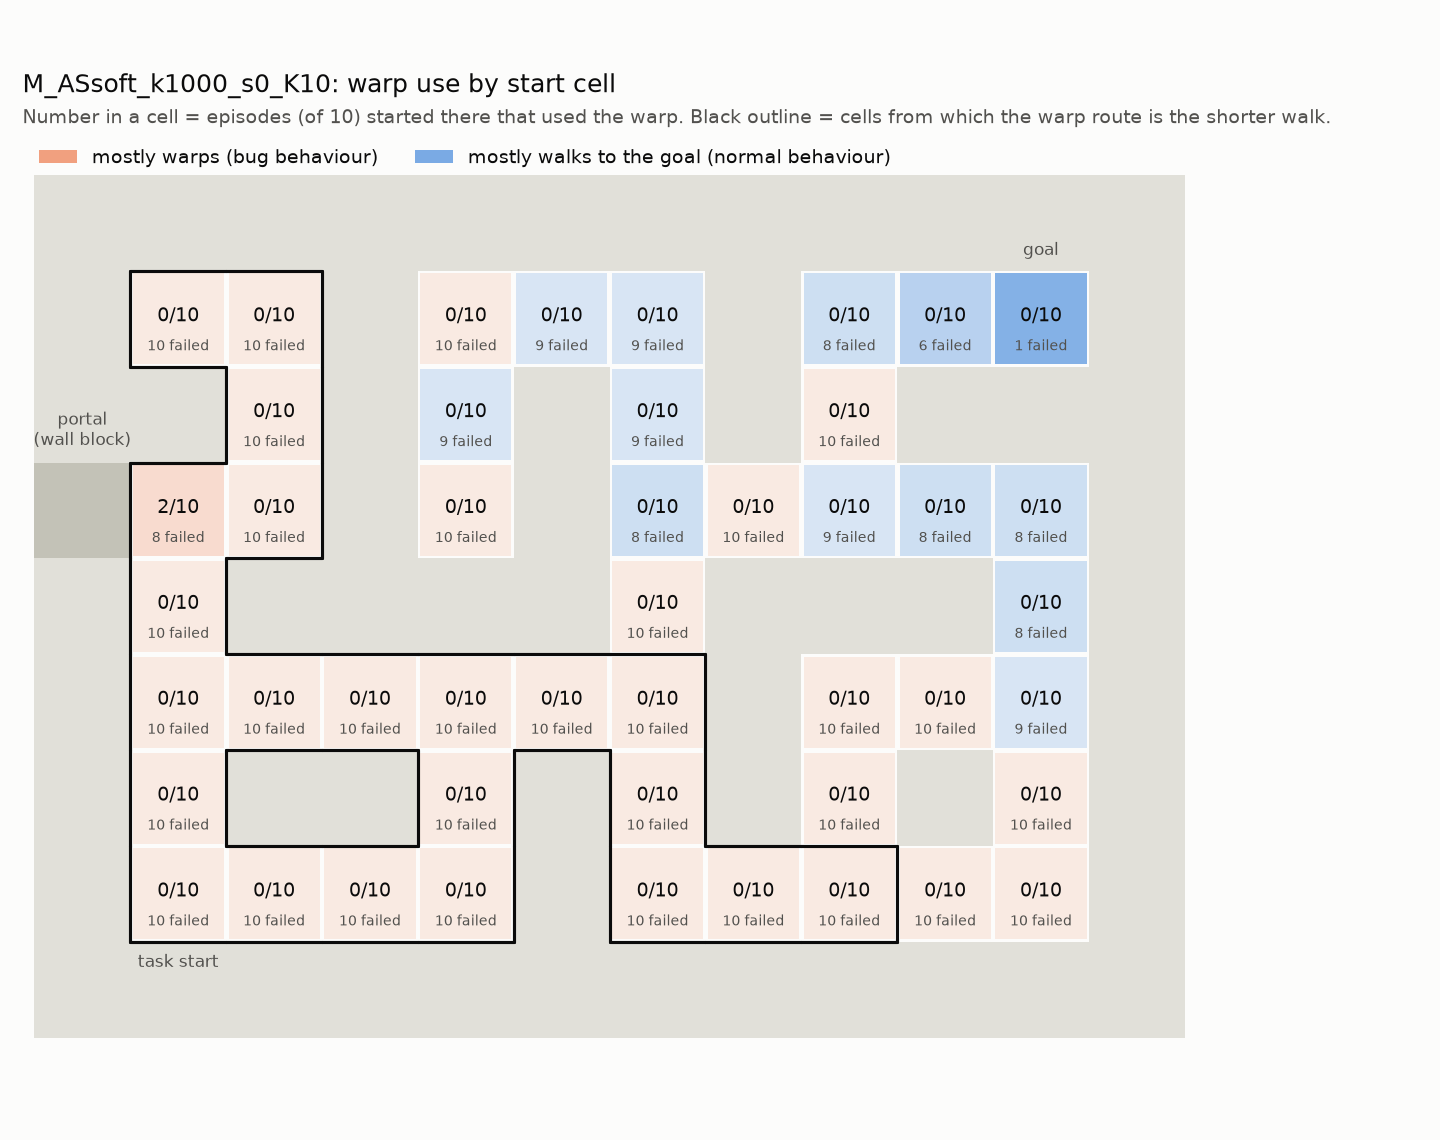 M_ASsoft_k1000_s0_K10: warp use by start cell
Number in a cell = episodes (of 10) started there that used the warp. Black outline = cells from which the warp route is the shorter walk.
mostly warps (bug behaviour) mostly walks to the goal (normal behaviour)
goal
0/10 0/10 0/10 0/10 0/10 0/10 0/10 0/10
10 failed 10 failed 10 failed 9 failed 9 failed 8 failed 6 failed 1 failed
portal
(wall block)
0/10 0/10 0/10 0/10
10 failed 9 failed 9 failed 10 failed
2/10 0/10 0/10 0/10 0/10 0/10 0/10 0/10
8 failed 10 failed 10 failed 8 failed 10 failed 9 failed 8 failed 8 failed
0/10 0/10 0/10
10 failed 10 failed 8 failed
0/10 0/10 0/10 0/10 0/10 0/10 0/10 0/10 0/10
10 failed 10 failed 10 failed 10 failed 10 failed 10 failed 10 failed 10 failed 9 failed
0/10 0/10 0/10 0/10 0/10
10 failed 10 failed 10 failed 10 failed 10 failed
0/10 0/10 0/10 0/10 0/10 0/10 0/10 0/10 0/10
10 failed 10 failed 10 failed 10 failed 10 failed 10 failed 10 failed 10 failed 10 failed
task start